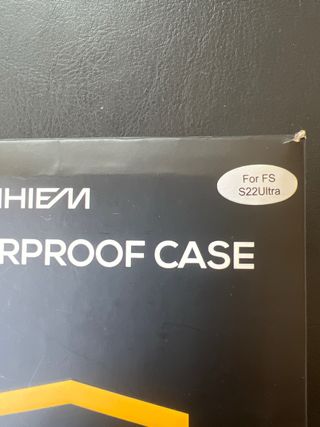 For FS
S22Ultra
HIEM
RPROOF CASE